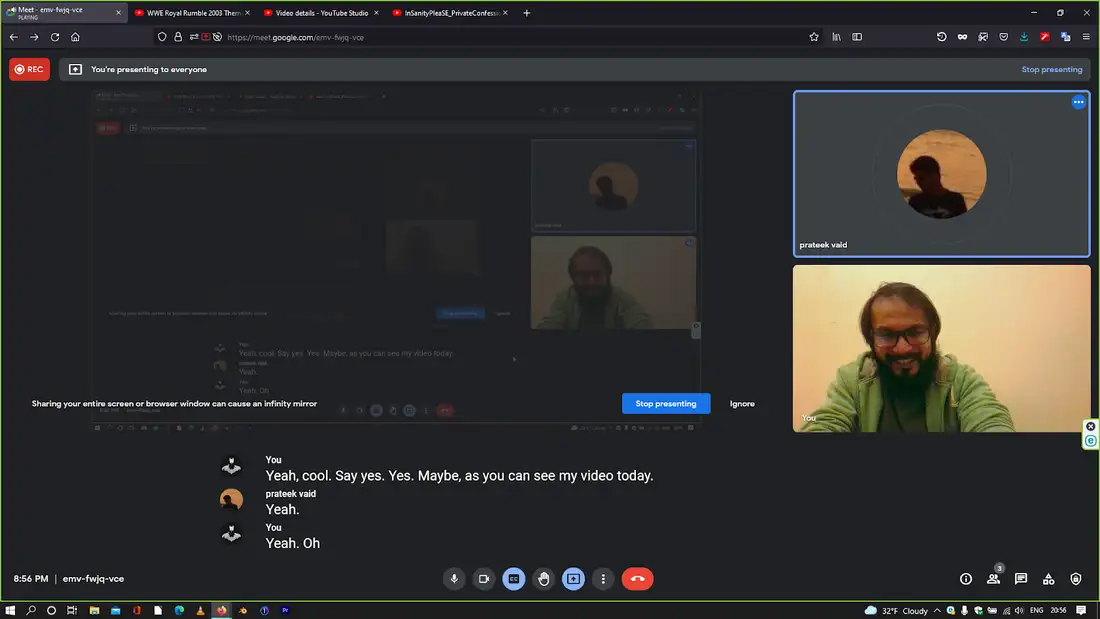 Meet - emv-fwjq-vce
PLAYING
WWE Royal Rumble 2003 Them
Video details - YouTube Studio
InSanityPleaSE_PrivateConfessi
https://meet.google.com/emv-fwjq-vce
REC
You're presenting to everyone
Stop presenting
prateek vaid
You
Sharing your entire screen or browser window can cause an infinity mirror
Stop presenting
Ignore
You
Yeah, cool. Say yes. Yes. Maybe, as you can see my video today.
prateek vaid
Yeah.
You
Yeah. Oh
8:56 PM | emv-fwjq-vce
CC
3
32°F Cloudy
ENG
20:56